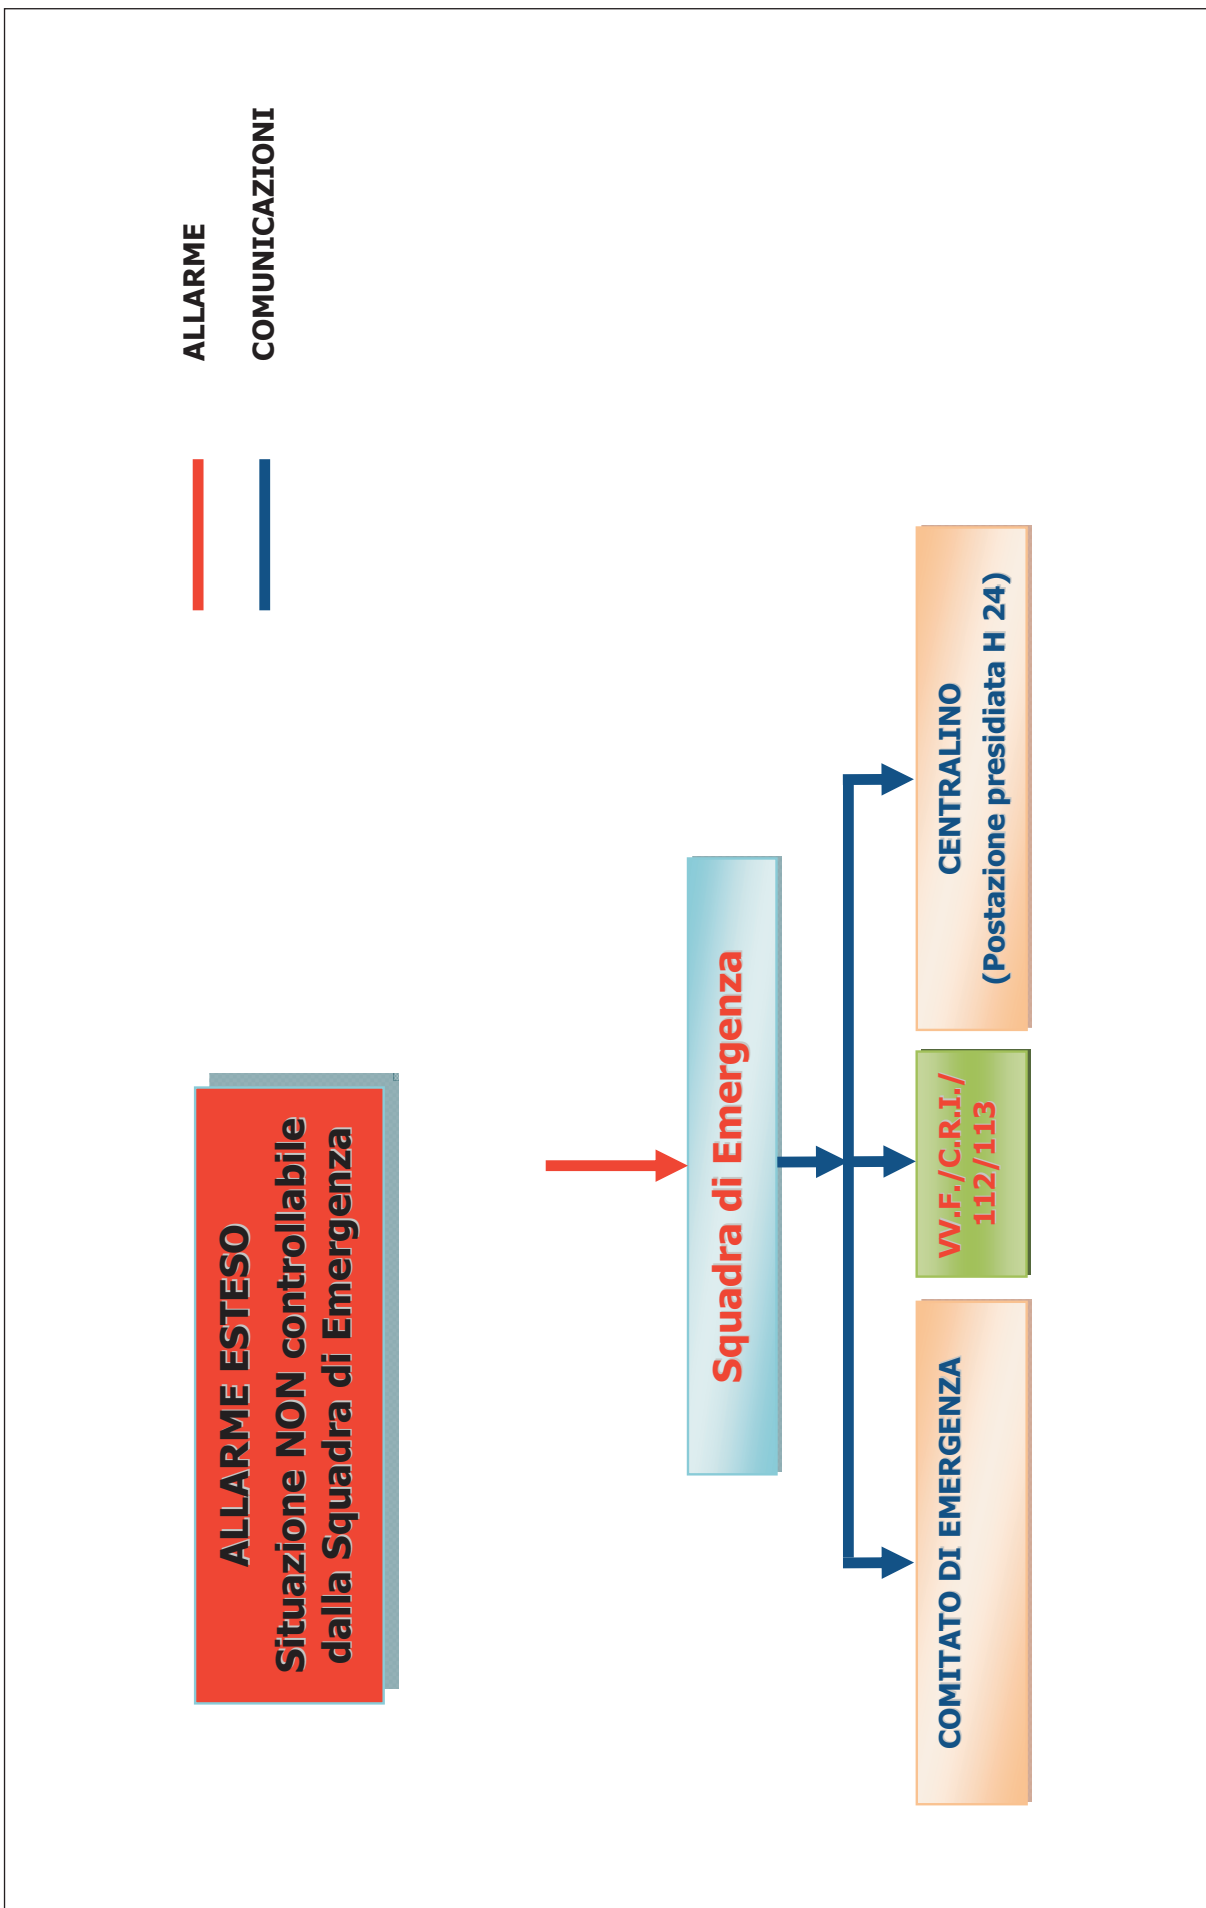 ALLARME ESTESO
Situazione NON controllabile
dalla Squadra di Emergenza
ALLARME
COMUNICAZIONI
Squadra di Emergenza
COMITATO DI EMERGENZA
VV.F./C.R.I./
112/113
CENTRALINO
(Postazione presidiata H 24)